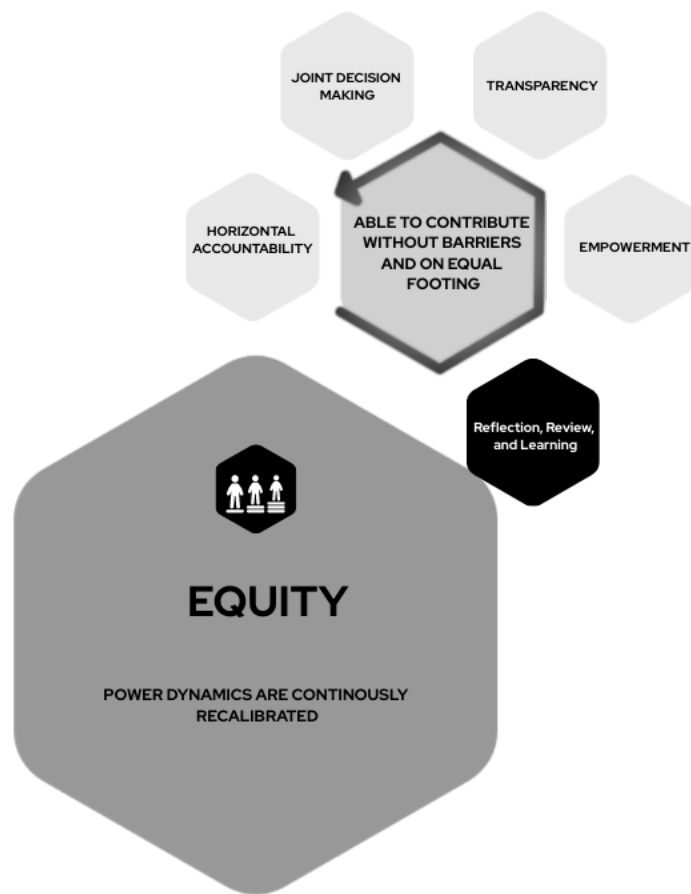 JOINT DECISION
MAKING
TRANSPARENCY
HORIZONTAL
ACCOUNTABILITY
ABLE TO CONTRIBUTE
WITHOUT BARRIERS
AND ON EQUAL
FOOTING
EMPOWERMENT
Reflection, Review,
and Learning
EQUITY
POWER DYNAMICS ARE CONTINOUSLY
RECALIBRATED